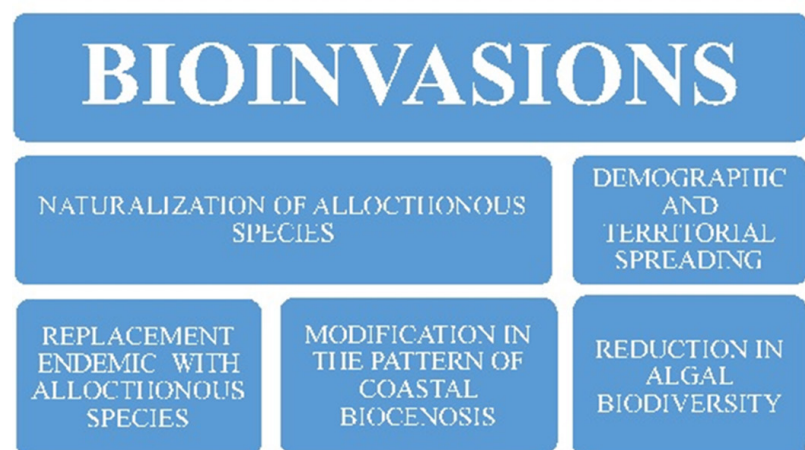 BIOINVASIONS
NATURALIZATION OF ALLOCTHONOUS
SPECIES
DEMOGRAPHIC
AND
TERRITORIAL
SPREADING
REPLACEMENT
ENDEMIC WITH
ALLOCTHONOUS
SPECIES
MODIFICATION IN
THE PATTERN OF
COASTAL
BIOCENOSIS
REDUCTION IN
ALGAL
BIODIVERSITY